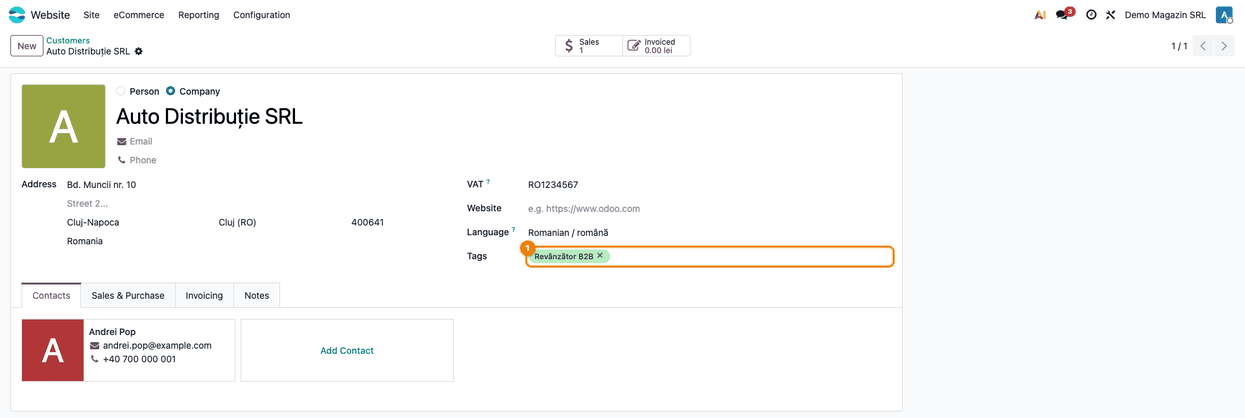 Website Site eCommerce Reporting Configuration AI 3 Demo Magazin SRL A
New Customers Sales Invoiced
Auto Distribuție SRL 1 0.00 lei 1 / 1
A
Person Company
Auto Distribuție SRL
Email
Phone
Address Bd. Muncii nr. 10 VAT ? RO1234567
Street 2...
Website e.g. https://www.odoo.com
Cluj-Napoca Cluj (RO) 400641
Language ? Romanian / română
Romania
1
Tags Revânzător B2B ×
Contacts Sales & Purchase Invoicing Notes
A
Andrei Pop
andrei.pop@example.com
Add Contact
+40 700 000 001